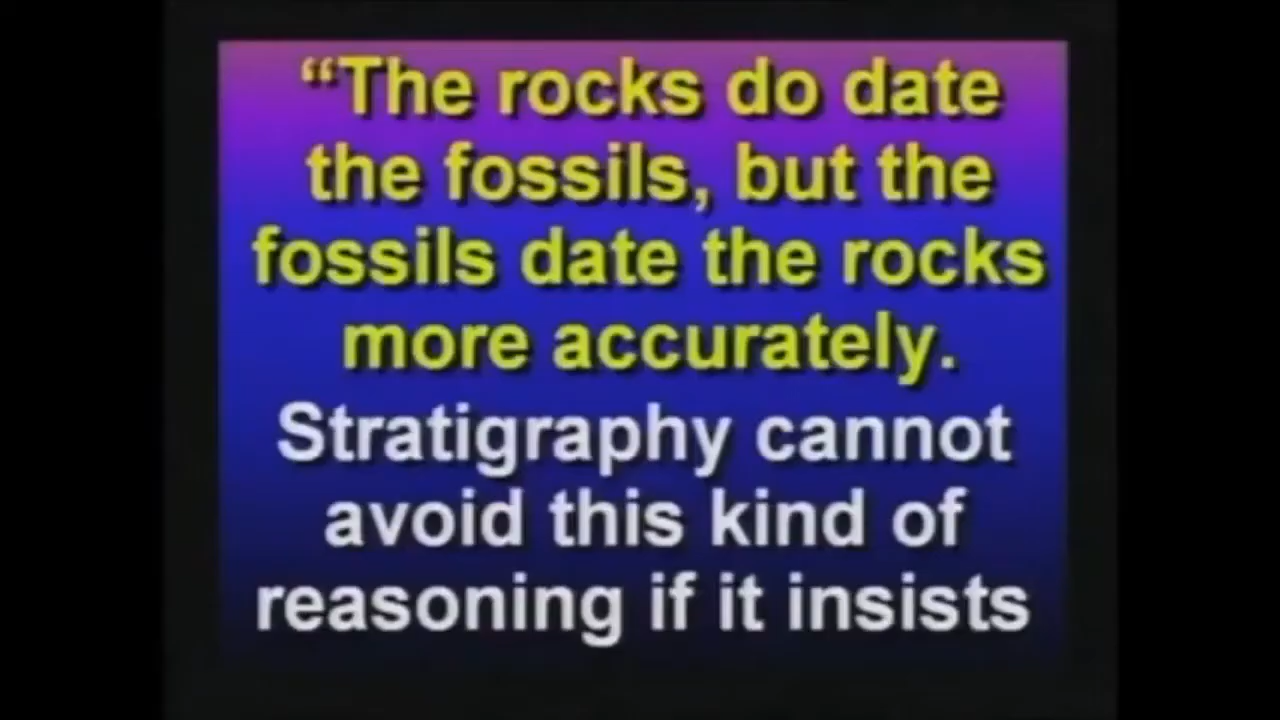 “The rocks do date
the fossils, but the
fossils date the rocks
more accurately.
Stratigraphy cannot
avoid this kind of
reasoning if it insists